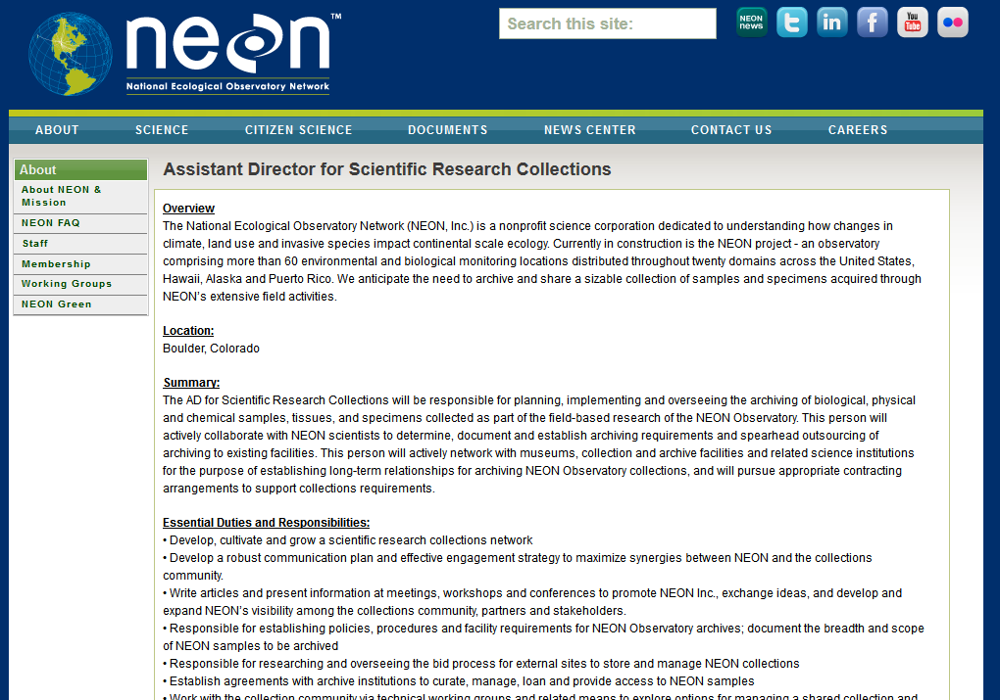 neon™
National Ecological Observatory Network
Search this site:
NEON
news
You
Tube
ABOUT
SCIENCE
CITIZEN SCIENCE
DOCUMENTS
NEWS CENTER
CONTACT US
CAREERS
About
About NEON &
Mission
NEON FAQ
Staff
Membership
Working Groups
NEON Green
Assistant Director for Scientific Research Collections
Overview
The National Ecological Observatory Network (NEON, Inc.) is a nonprofit science corporation dedicated to understanding how changes in
climate, land use and invasive species impact continental scale ecology. Currently in construction is the NEON project - an observatory
comprising more than 60 environmental and biological monitoring locations distributed throughout twenty domains across the United States,
Hawaii, Alaska and Puerto Rico. We anticipate the need to archive and share a sizable collection of samples and specimens acquired through
NEON's extensive field activities.
Location:
Boulder, Colorado
Summary:
The AD for Scientific Research Collections will be responsible for planning, implementing and overseeing the archiving of biological, physical
and chemical samples, tissues, and specimens collected as part of the field-based research of the NEON Observatory. This person will
actively collaborate with NEON scientists to determine, document and establish archiving requirements and spearhead outsourcing of
archiving to existing facilities. This person will actively network with museums, collection and archive facilities and related science institutions
for the purpose of establishing long-term relationships for archiving NEON Observatory collections, and will pursue appropriate contracting
arrangements to support collections requirements.
Essential Duties and Responsibilities:
• Develop, cultivate and grow a scientific research collections network
• Develop a robust communication plan and effective engagement strategy to maximize synergies between NEON and the collections
community.
• Write articles and present information at meetings, workshops and conferences to promote NEON Inc., exchange ideas, and develop and
expand NEON's visibility among the collections community, partners and stakeholders.
• Responsible for establishing policies, procedures and facility requirements for NEON Observatory archives; document the breadth and scope
of NEON samples to be archived
• Responsible for researching and overseeing the bid process for external sites to store and manage NEON collections
• Establish agreements with archive institutions to curate, manage, loan and provide access to NEON samples
• Work with the collection community via technical working groups and related means to explore options for managing a shared collection and